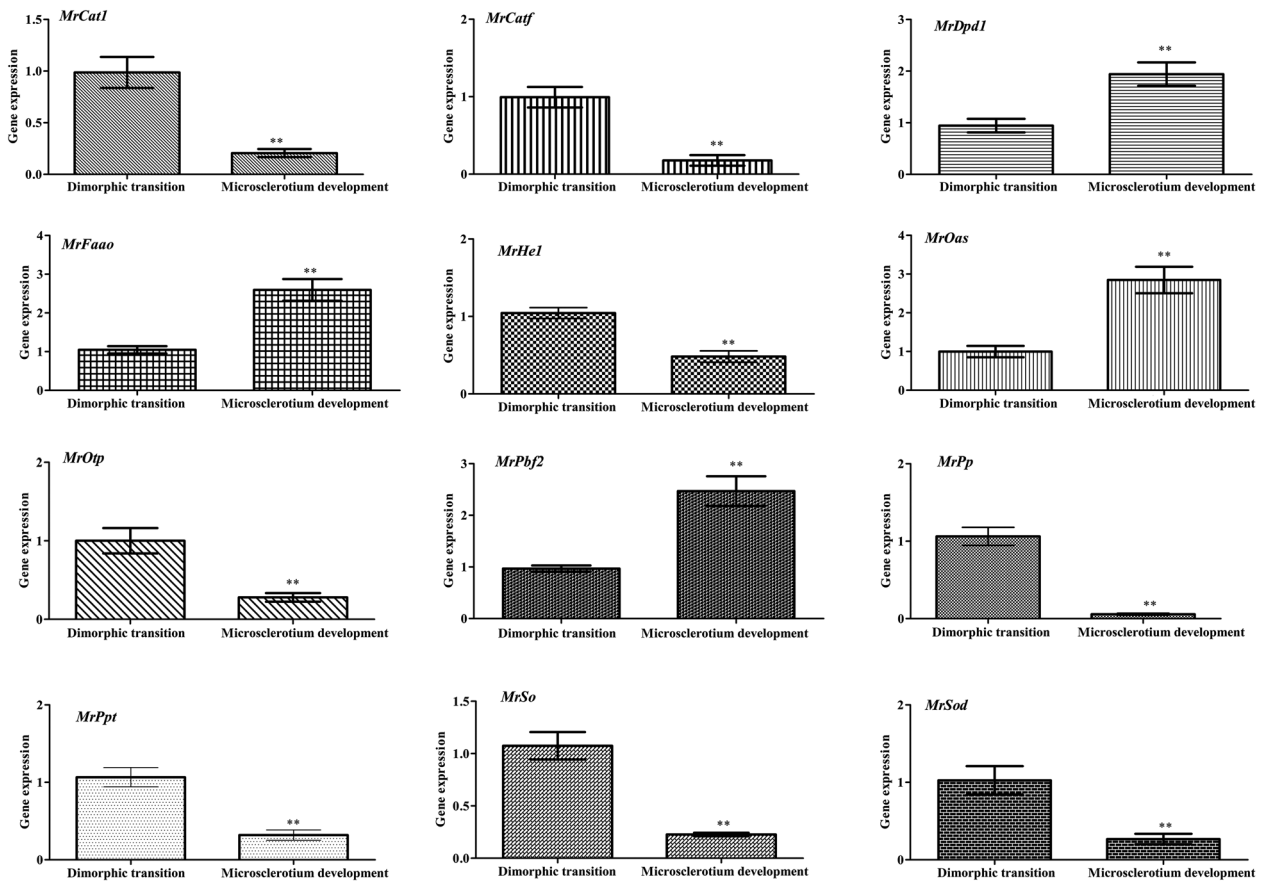 MrCat1
Gene expression
1.5
1.0
0.5
0.0
**
Dimorphic transition
Microsclerotium development
MrCatf
Gene expression
2
1
0
**
Dimorphic transition
Microsclerotium development
MrDpd1
Gene expression
3
2
1
0
**
Dimorphic transition
Microsclerotium development
MrFaao
Gene expression
4
3
2
1
0
**
Dimorphic transition
Microsclerotium development
MrHe1
Gene expression
2
1
0
**
Dimorphic transition
Microsclerotium development
MrOas
Gene expression
4
3
2
1
0
**
Dimorphic transition
Microsclerotium development
MrOtp
Gene expression
2
1
0
**
Dimorphic transition
Microsclerotium development
MrPbf2
Gene expression
3
2
1
0
**
Dimorphic transition
Microsclerotium development
MrPp
Gene expression
2
1
0
**
Dimorphic transition
Microsclerotium development
MrPpt
Gene expression
2
1
0
**
Dimorphic transition
Microsclerotium development
MrSo
Gene expression
1.5
1.0
0.5
0.0
**
Dimorphic transition
Microsclerotium development
MrSod
Gene expression
2
1
0
**
Dimorphic transition
Microsclerotium development